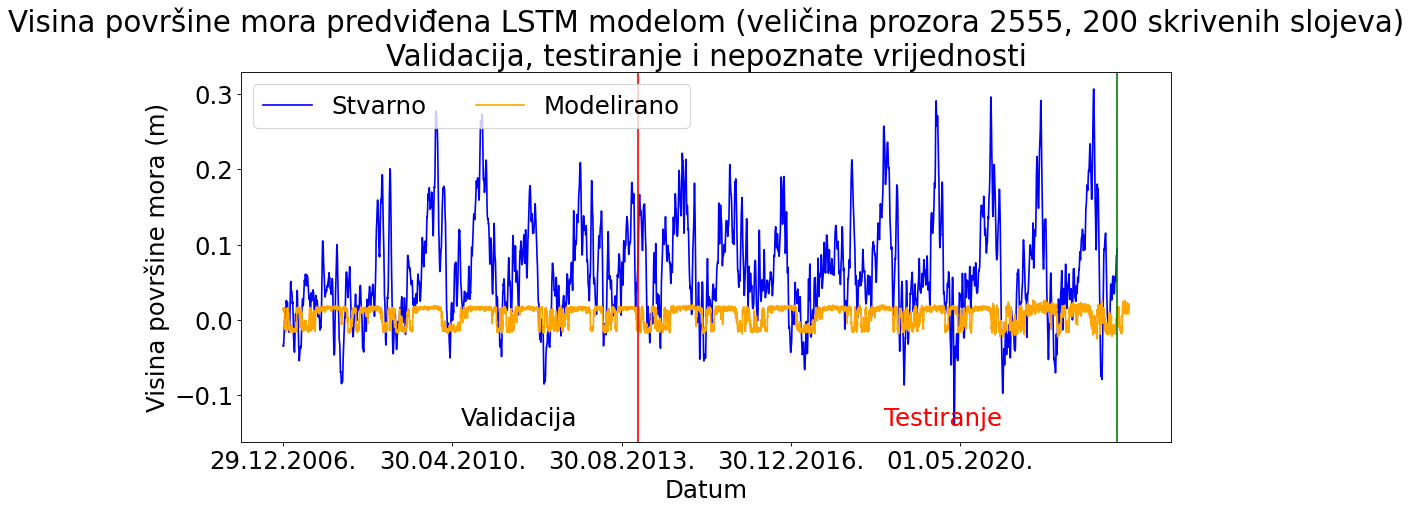 Visina površine mora predviđena LSTM modelom (veličina prozora 2555, 200 skrivenih slojeva)
Validacija, testiranje i nepoznate vrijednosti
Stvarno Modelirano
Visina površine mora (m)
0.3
0.2
0.1
0.0
−0.1
Validacija Testiranje
29.12.2006. 30.04.2010. 30.08.2013. 30.12.2016. 01.05.2020.
Datum